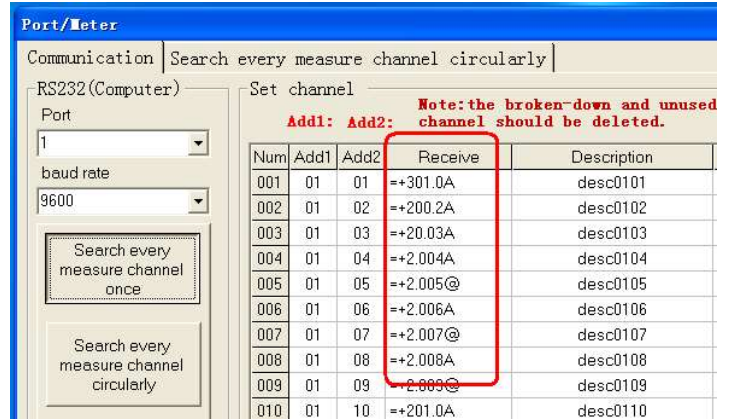 Port/Meter
Communication Search every measure channel circularly
RS232(Computer)
Port
1
baud rate
9600
Search every
measure channel
once
Search every
measure channel
circularly
Set channel
Note:the broken-down and unused
Add1: Add2: channel should be deleted.
Num Add1 Add2 Receive Description
001 01 01 =+301.0A desc0101
002 01 02 =+200.2A desc0102
003 01 03 =+20.03A desc0103
004 01 04 =+2.004A desc0104
005 01 05 =+2.005@ desc0105
006 01 06 =+2.006A desc0106
007 01 07 =+2.007@ desc0107
008 01 08 =+2.008A desc0108
009 01 09 =+2.009@ desc0109
010 01 10 =+201.0A desc0110